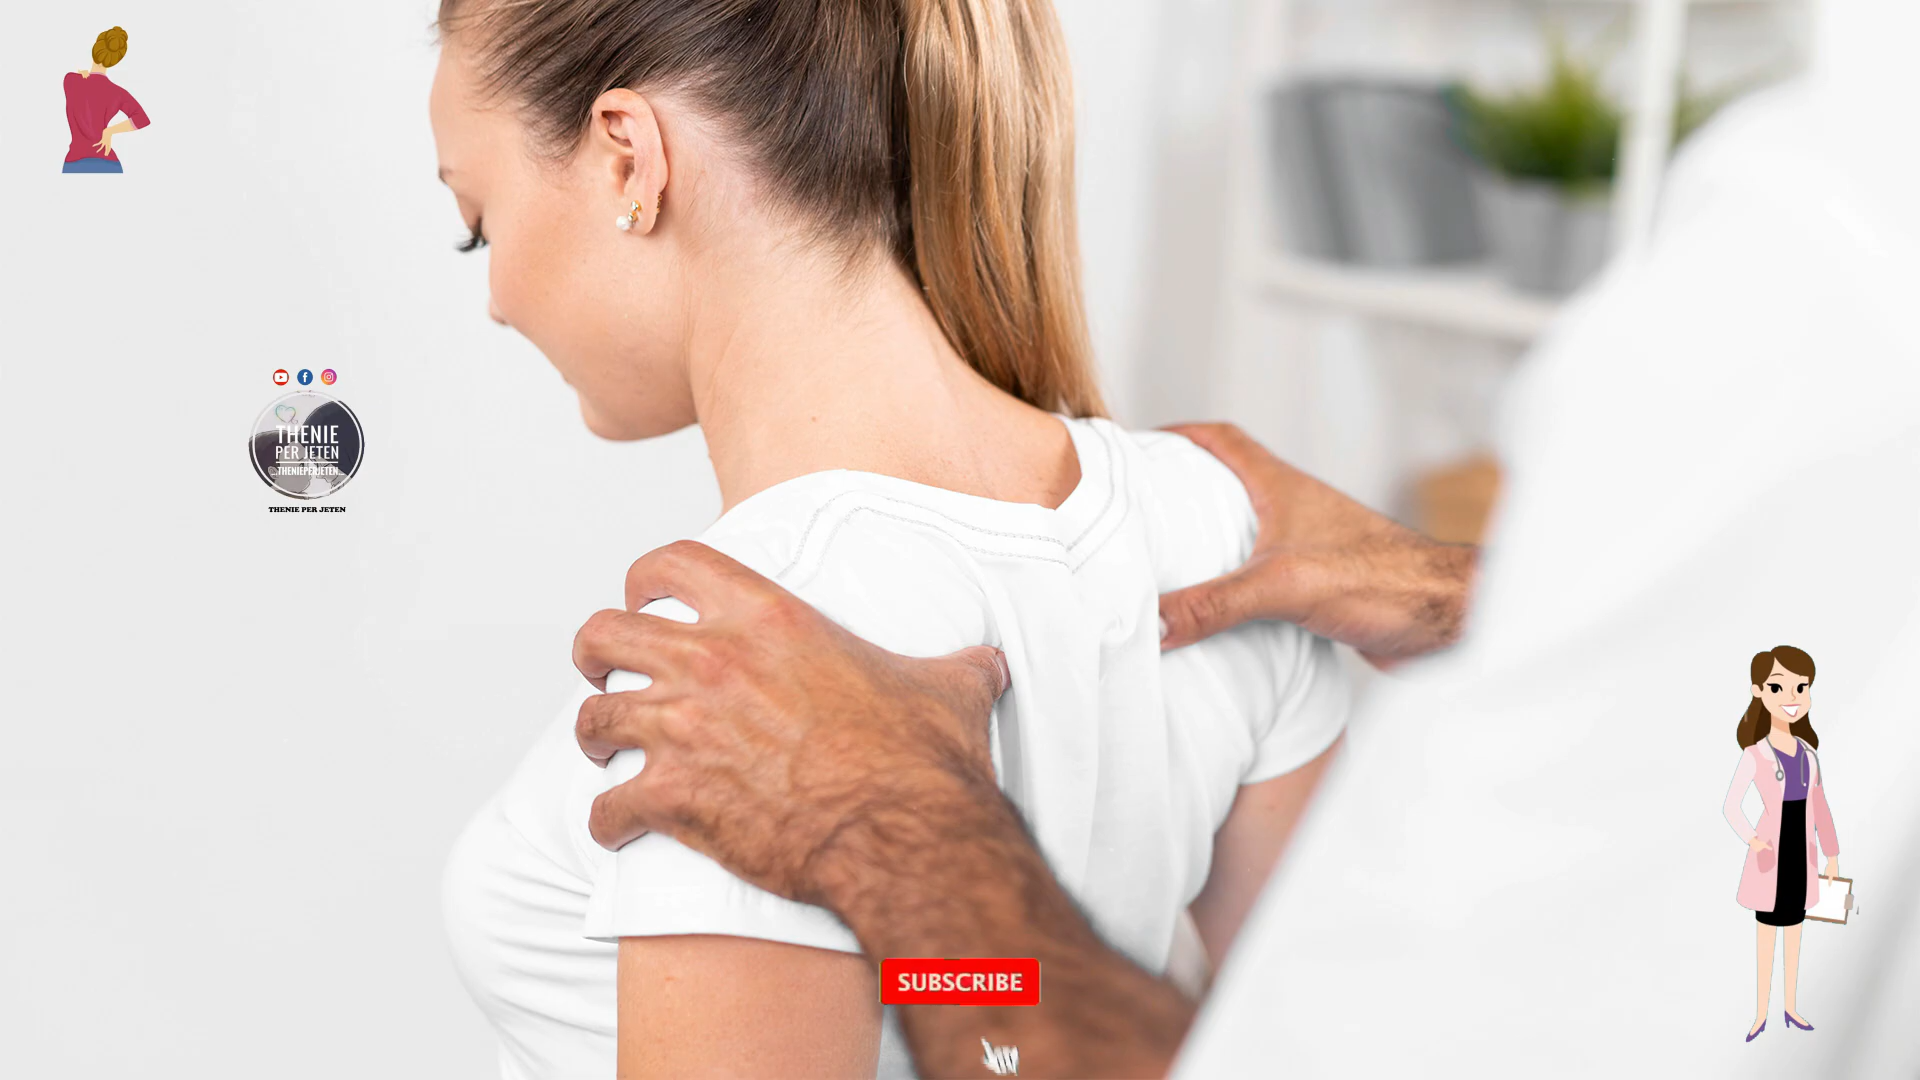 THENIE
PER JETEN
...THENIEPERJETEN...
THENIE PER JETEN
SUBSCRIBE